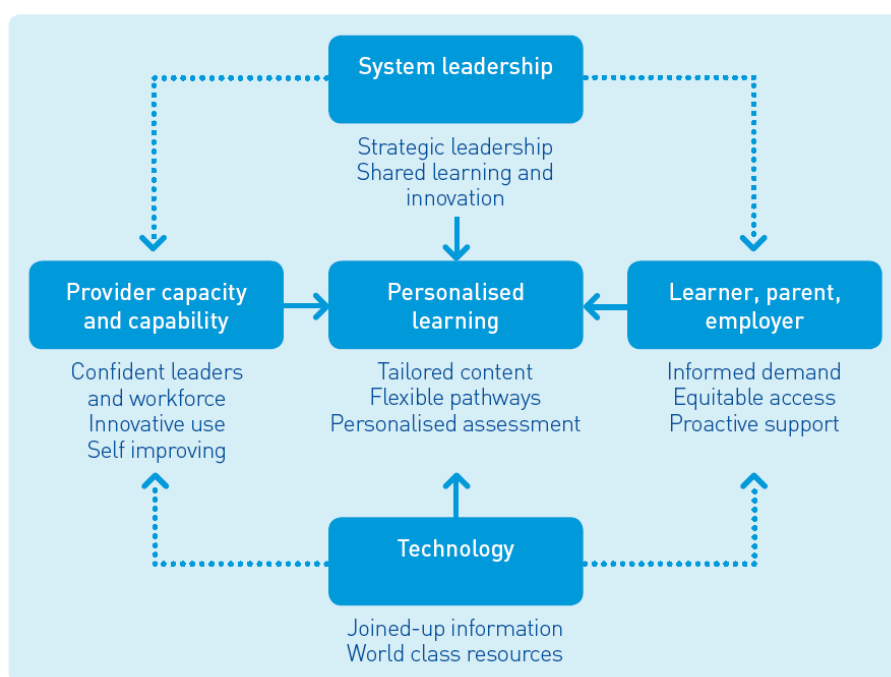 System leadership
Strategic leadership
Shared learning and
innovation
Provider capacity
and capability
Confident leaders
and workforce
Innovative use
Self improving
Personalised
learning
Tailored content
Flexible pathways
Personalised assessment
Learner, parent,
employer
Informed demand
Equitable access
Proactive support
Technology
Joined-up information
World class resources